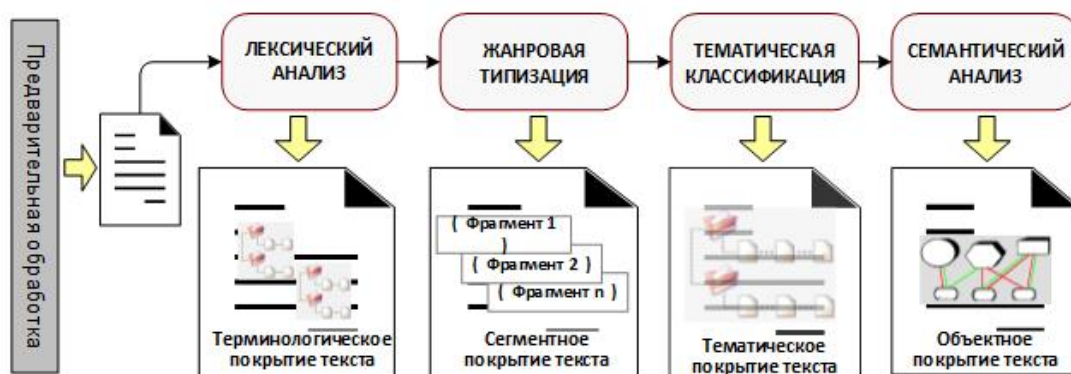 Предварительная обработка
ЛЕКСИЧЕСКИЙ
АНАЛИЗ
ЖАНРОВАЯ
ТИПИЗАЦИЯ
ТЕМАТИЧЕСКАЯ
КЛАССИФИКАЦИЯ
СЕМАНТИЧЕСКИЙ
АНАЛИЗ
Терминологическое
покрытие текста
( Фрагмент 1
)
( Фрагмент 2 )
( Фрагмент n )
Сегментное
покрытие текста
Тематическое
покрытие текста
Объектное
покрытие текста